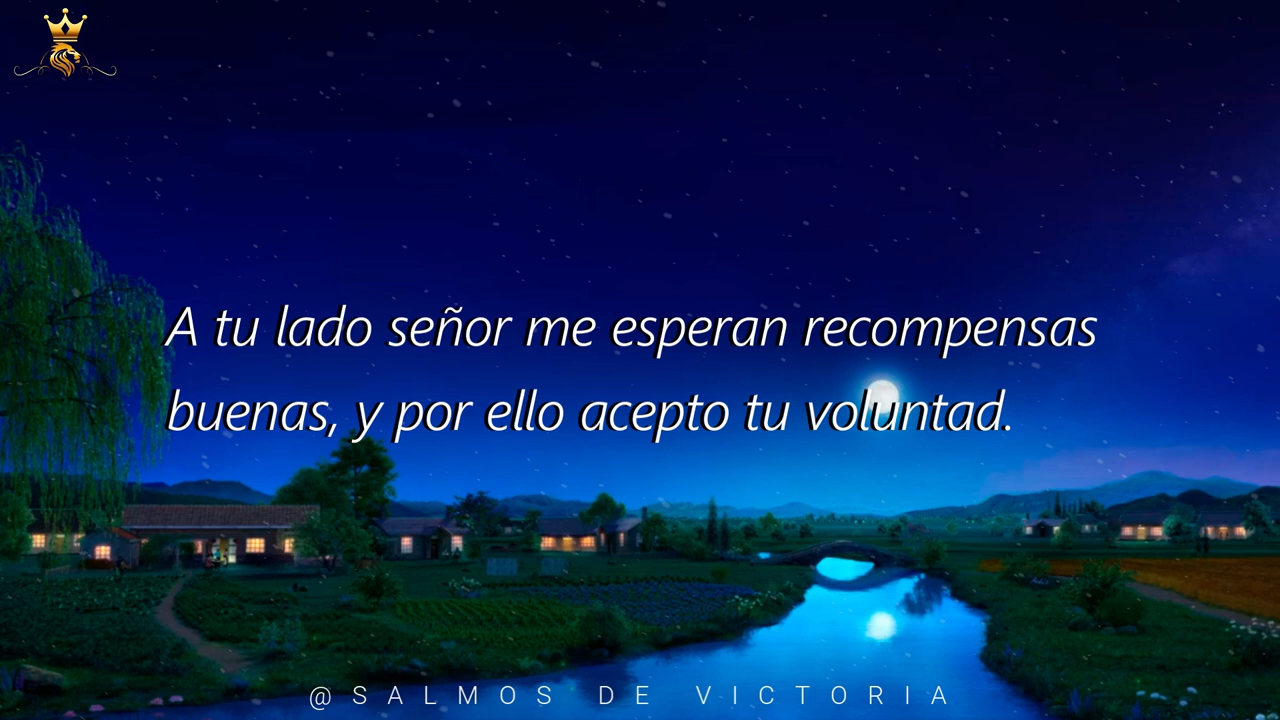 A tu lado señor me esperan recompensas
buenas, y por ello acepto tu voluntad.
@SALMOS DE VICTORIA